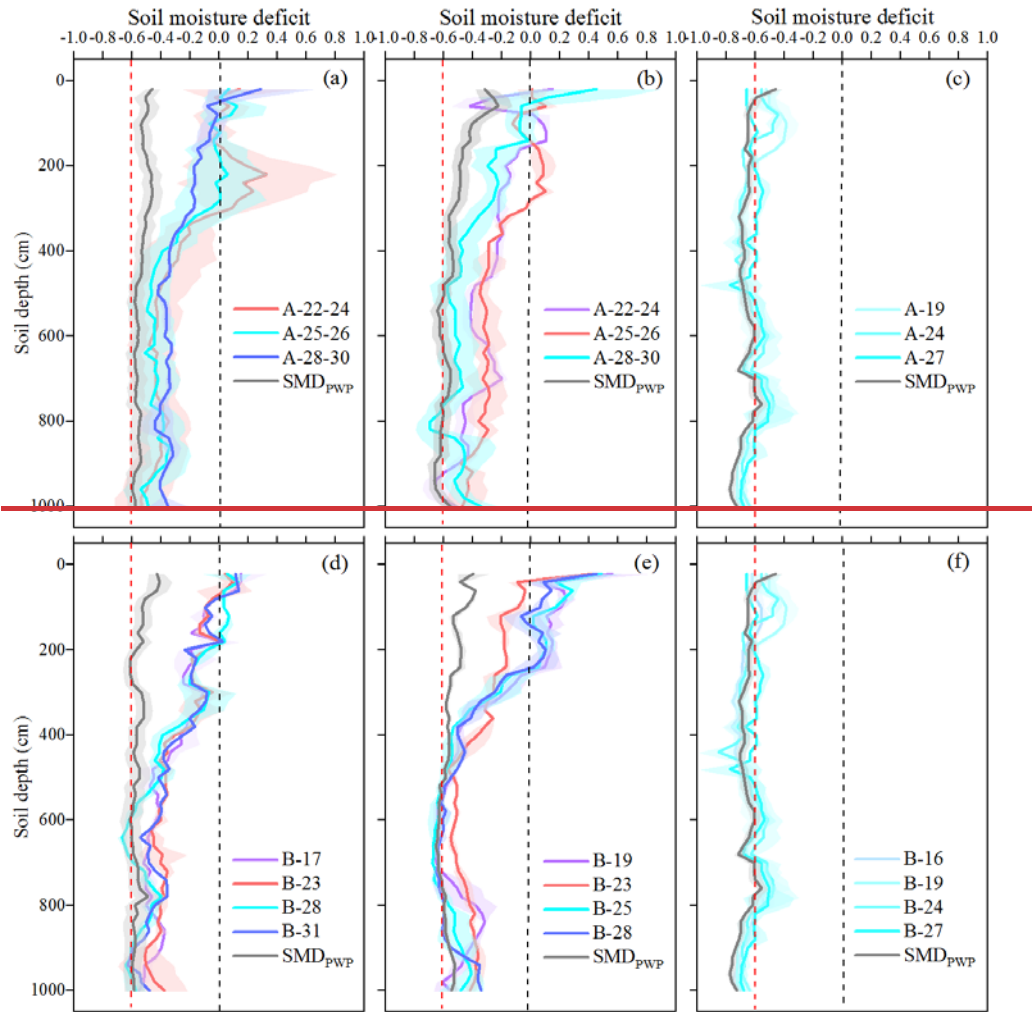 Soil moisture deficit Soil moisture deficit Soil moisture deficit
-1.0-0.8-0.6-0.4-0.2 0.0 0.2 0.4 0.6 0.8 1.0-1.0-0.8-0.6-0.4-0.2 0.0 0.2 0.4 0.6 0.8 1.0 -1.0-0.8-0.6-0.4-0.2 0.0 0.2 0.4 0.6 0.8 1.0
0 (a) (b) (c)
200
400
600
800
1000
Soil depth (cm)
A-22-24
A-25-26
A-28-30
SMDPWP
A-22-24
A-25-26
A-28-30
SMDPWP
A-19
A-24
A-27
SMDPWP
0 (d) (e) (f)
200
400
600
800
1000
Soil depth (cm)
B-17
B-23
B-28
B-31
SMDPWP
B-19
B-23
B-25
B-28
SMDPWP
B-16
B-19
B-24
B-27
SMDPWP